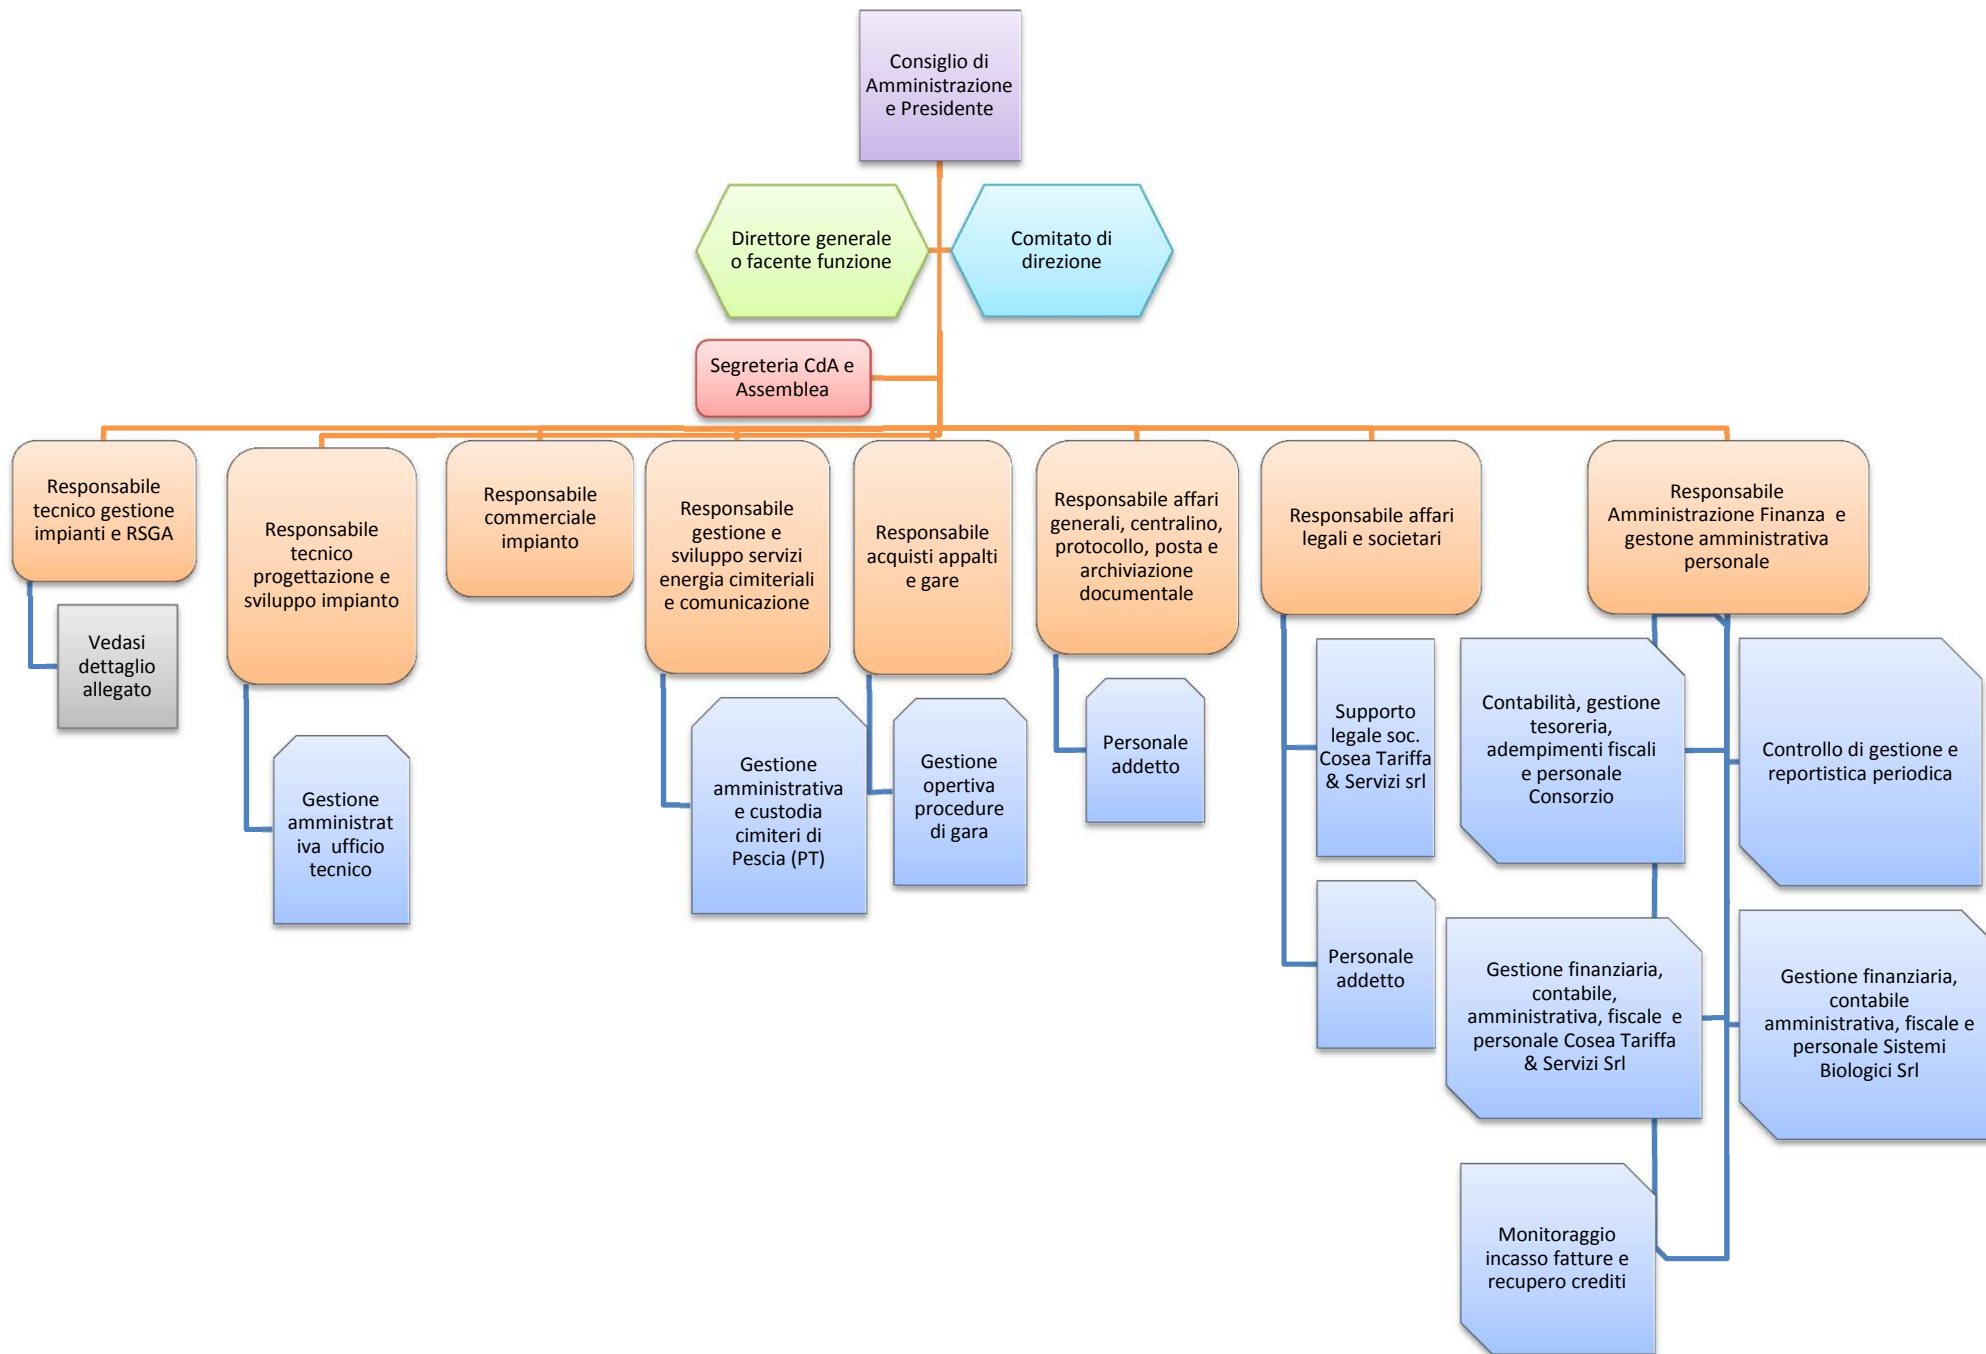 Consiglio di
Amministrazione
e Presidente
Direttore generale
o facente funzione
Comitato di
direzione
Segreteria CdA e
Assemblea
Responsabile
tecnico gestione
impianti e RSGA
Responsabile
tecnico
progettazione e
sviluppo impianto
Responsabile
commerciale
impianto
Responsabile
gestione e
sviluppo servizi
energia cimiteriali
e comunicazione
Responsabile
acquisti appalti
e gare
Responsabile affari
generali, centralino,
protocollo, posta e
archiviazione
documentale
Responsabile affari
legali e societari
Responsabile
Amministrazione Finanza e
gestone amministrativa
personale
Vedasi
dettaglio
allegato
Gestione
amministrat
iva ufficio
tecnico
Gestione
amministrativa
e custodia
cimiteri di
Pescia (PT)
Gestione
opertiva
procedure
di gara
Personale
addetto
Supporto
legale soc.
Cosea Tariffa
& Servizi srl
Personale
addetto
Contabilità, gestione
tesoreria,
adempimenti fiscali
e personale
Consorzio
Controllo di gestione e
reportistica periodica
Gestione finanziaria,
contabile,
amministrativa, fiscale e
personale Cosea Tariffa
& Servizi Srl
Gestione finanziaria,
contabile
amministrativa, fiscale e
personale Sistemi
Biologici Srl
Monitoraggio
incasso fatture e
recupero crediti